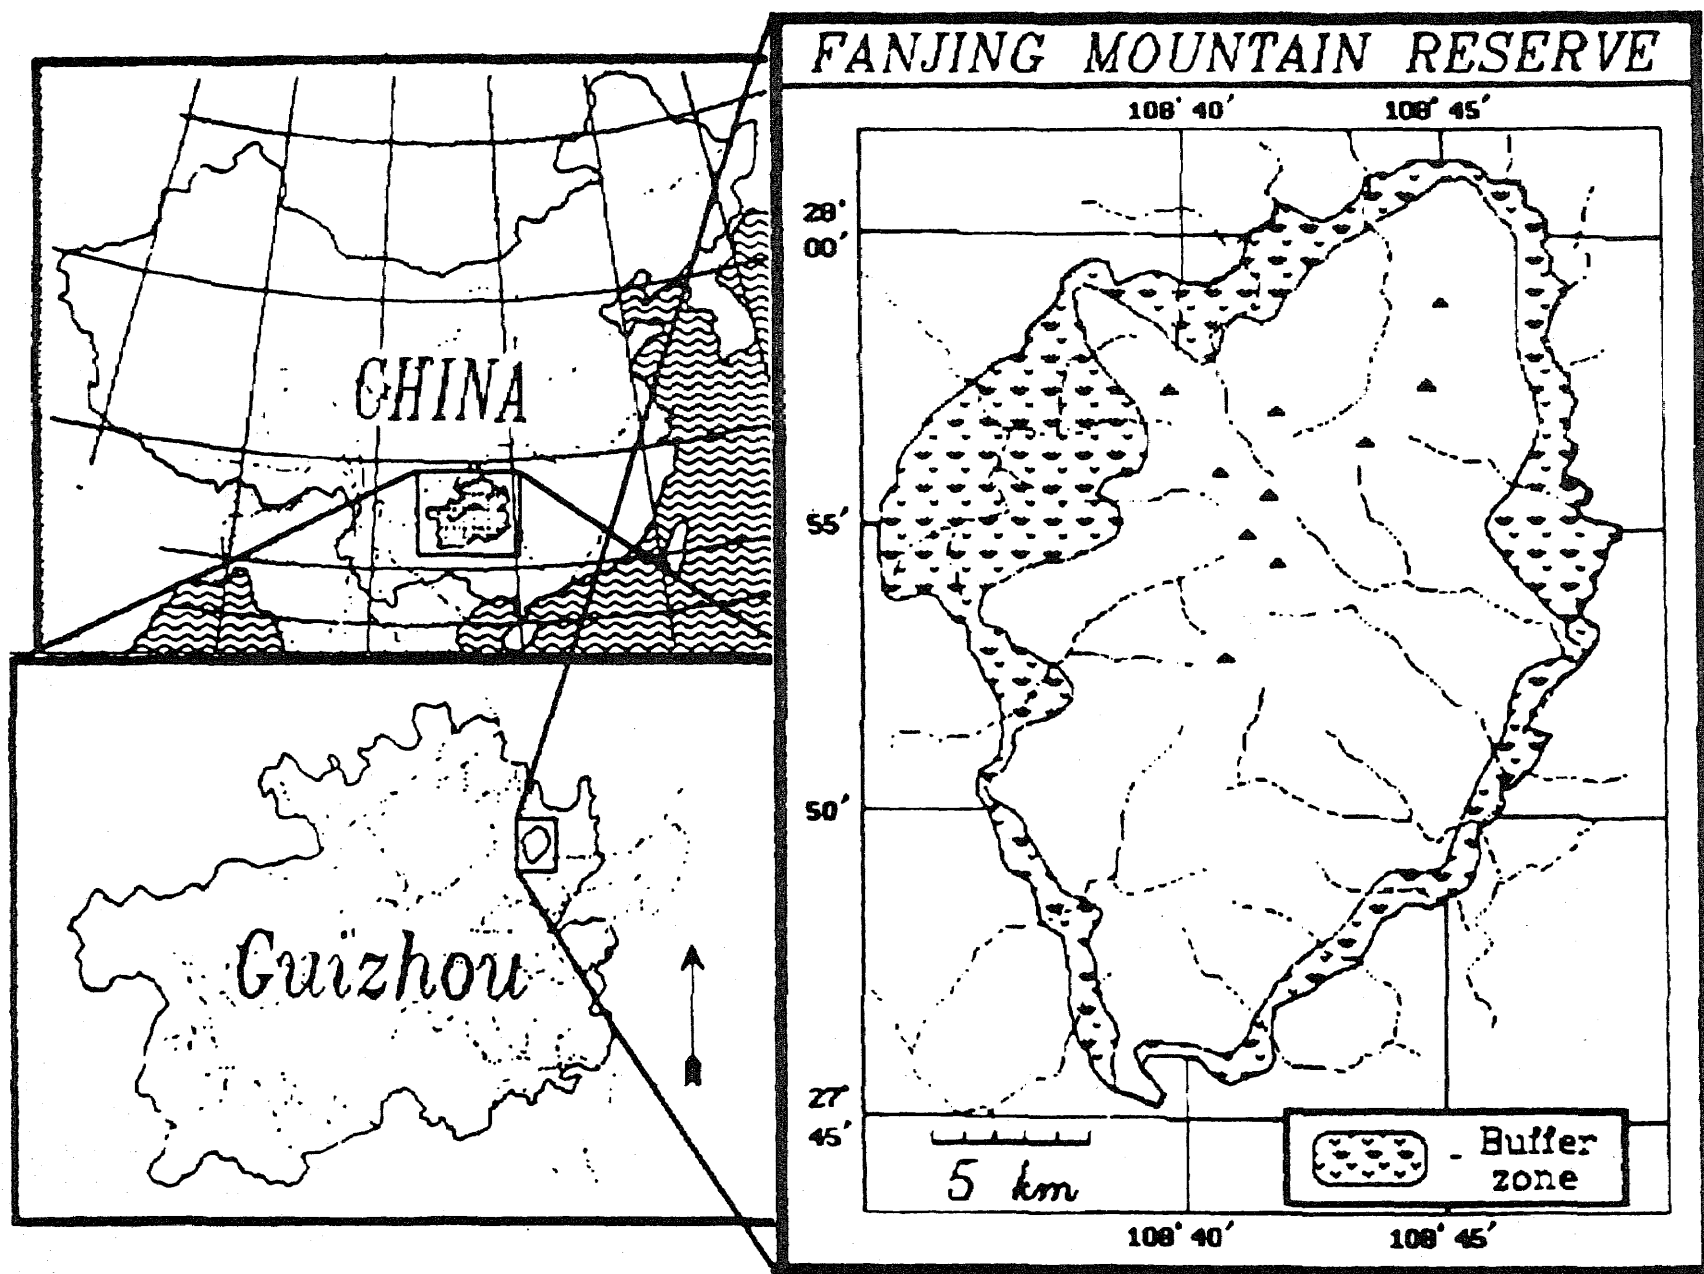 FANJING MOUNTAIN RESERVE
108° 40′ 108° 45′
28°
00′
CHINA
55′
50′
Guizhou
27°
45′
5 km
- Buffer
zone
108° 40′ 108° 45′